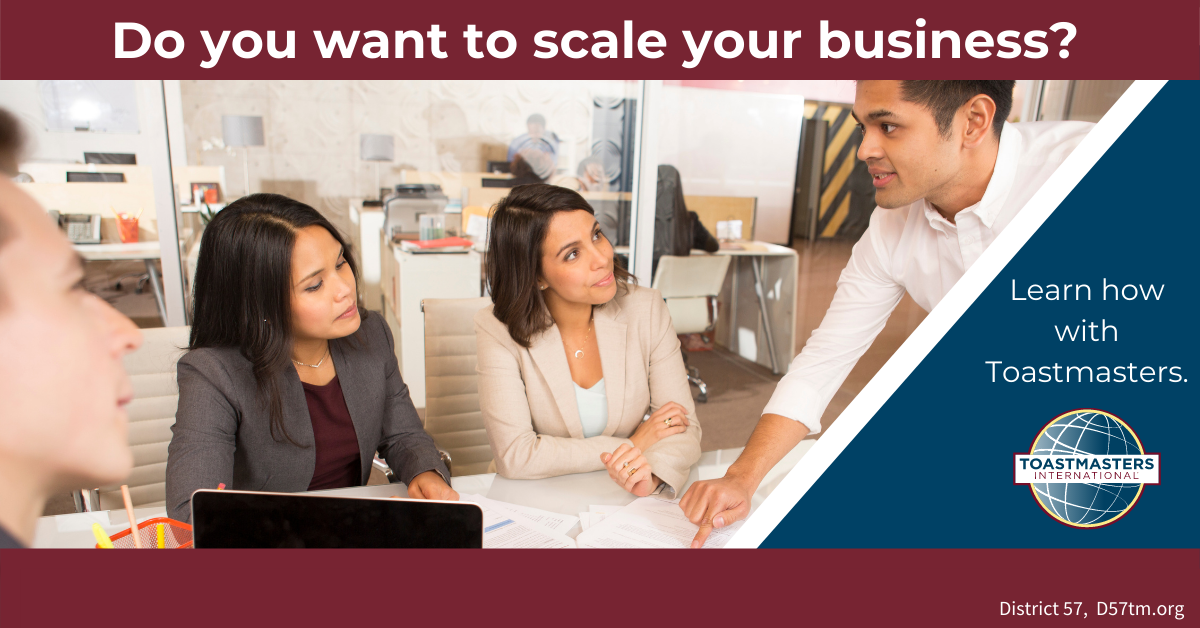 Do you want to scale your business?
Learn how
with
Toastmasters.
TOASTMASTERS
INTERNATIONAL
District 57, D57tm.org